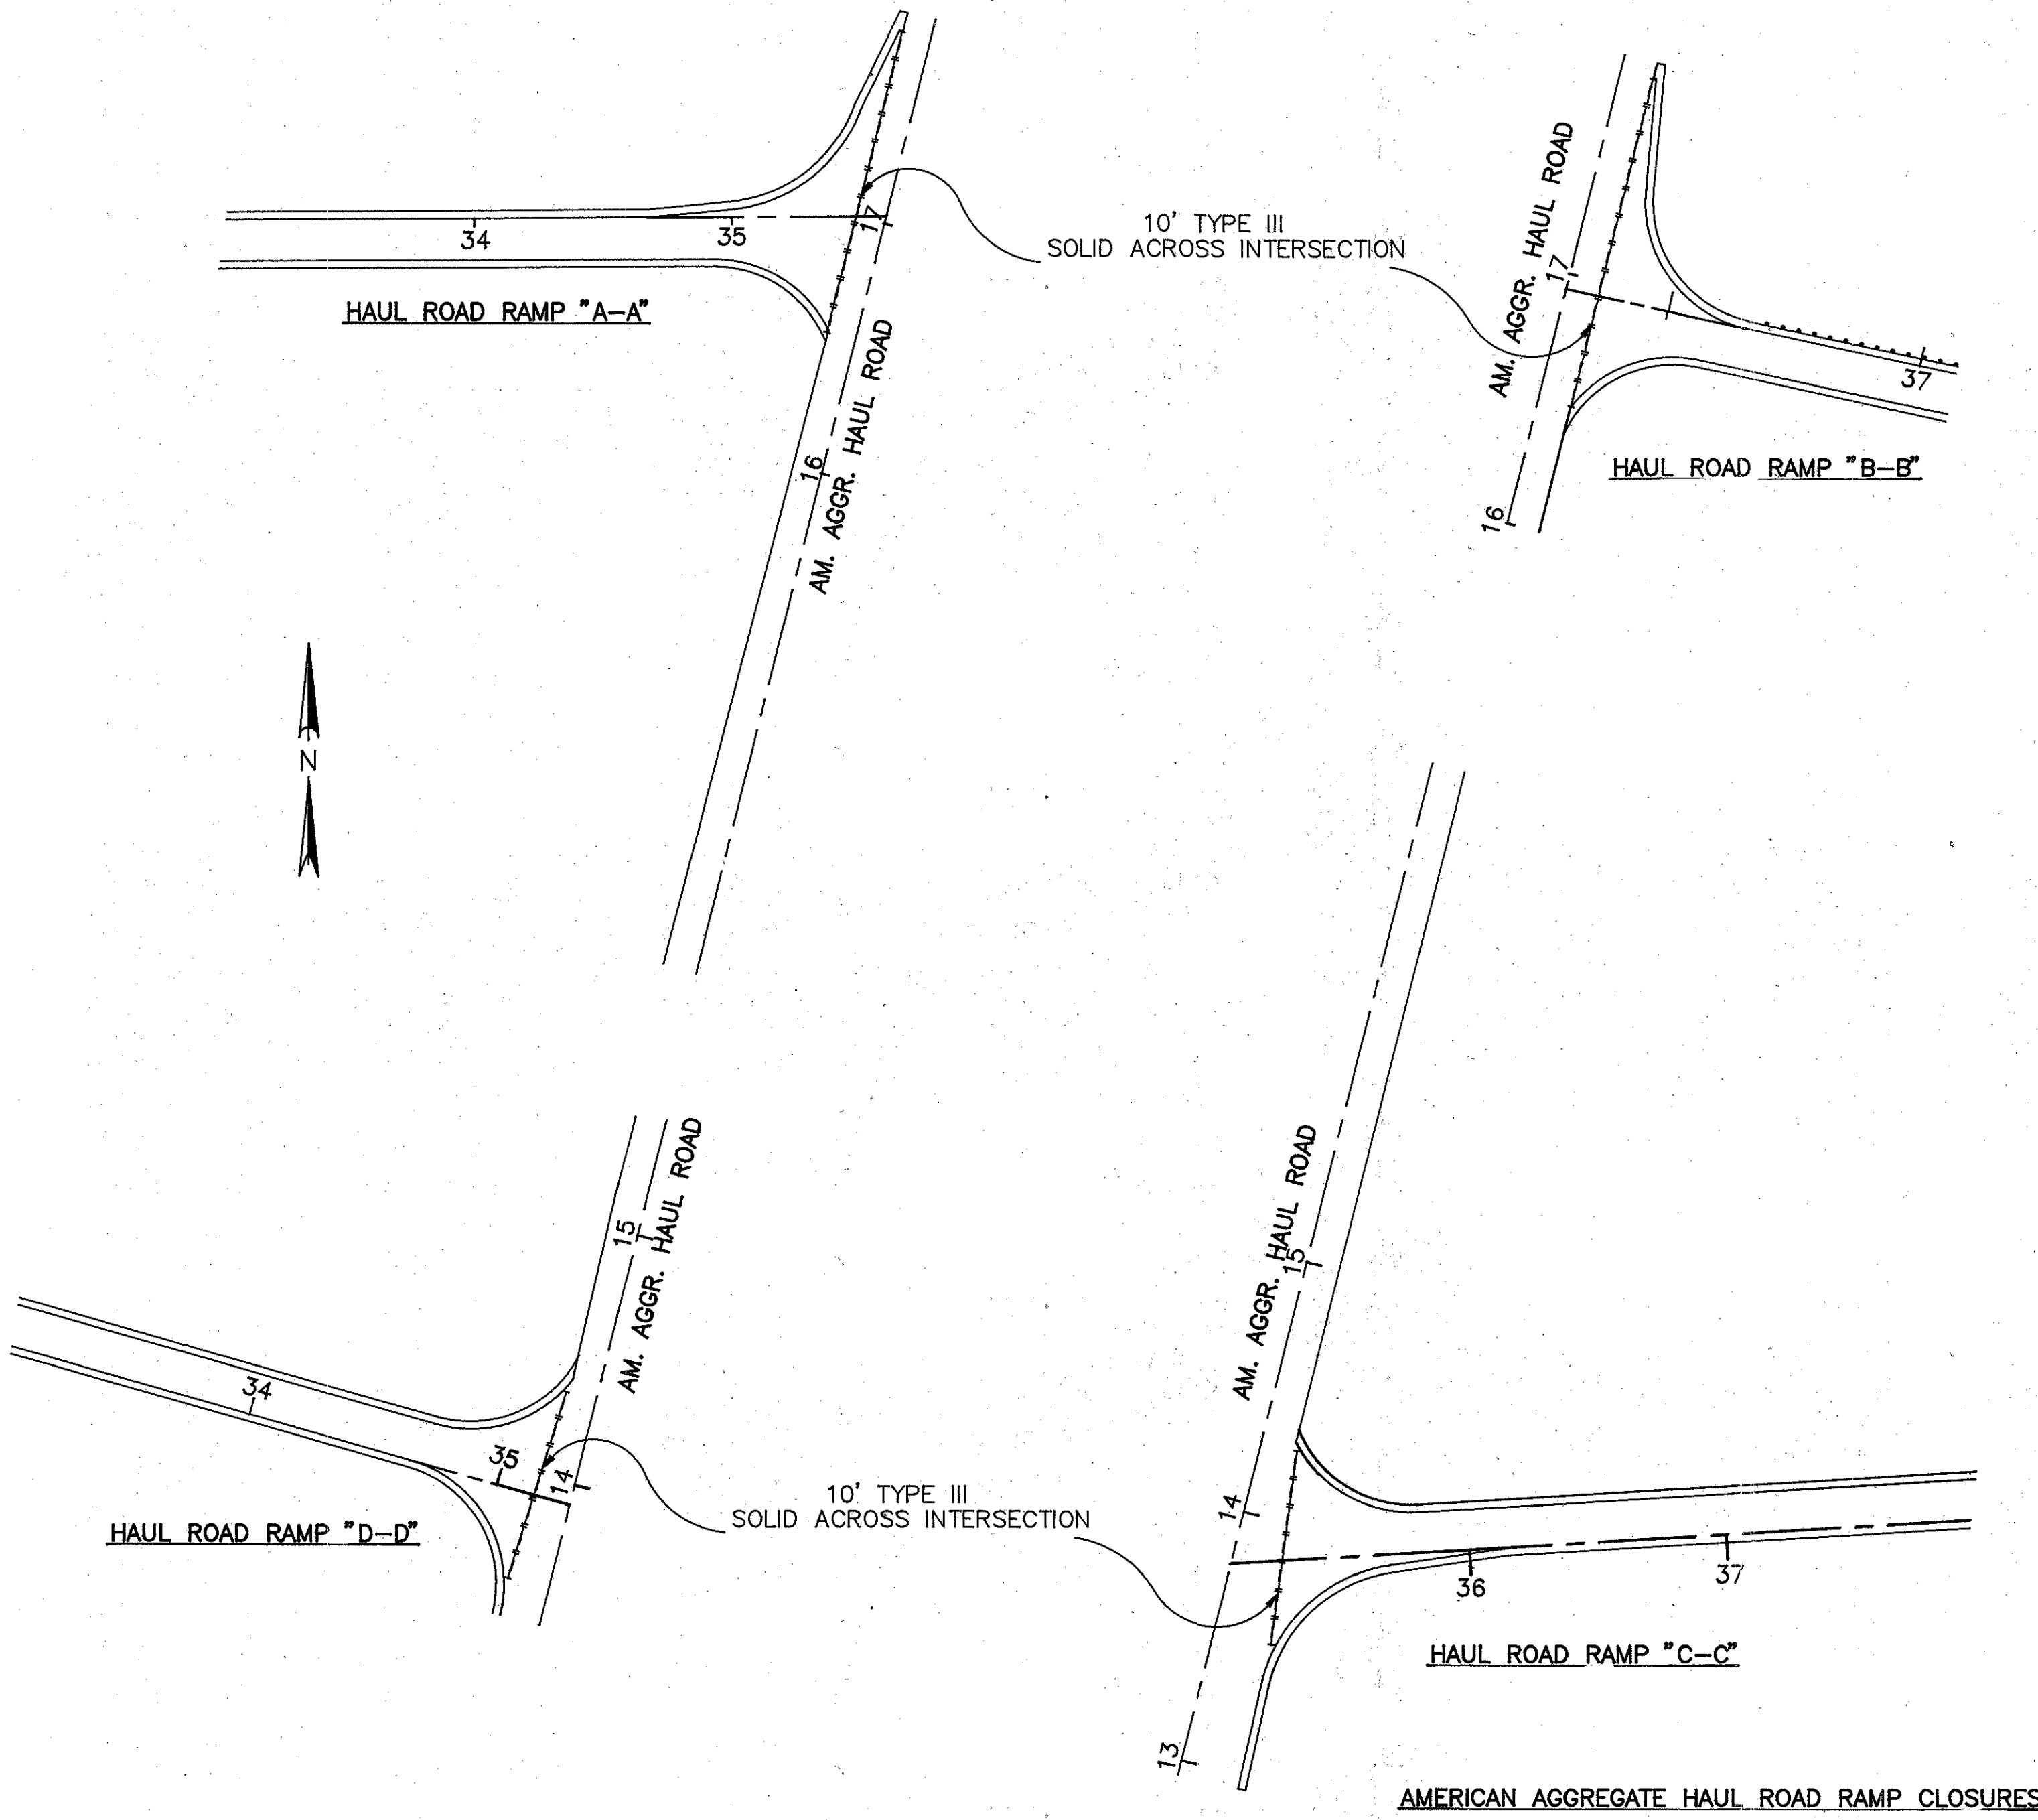 34
35
17
HAUL ROAD RAMP "A-A"
16
AM. AGGR. HAUL ROAD
10' TYPE III
SOLID ACROSS INTERSECTION
AM. AGGR. HAUL ROAD
17
37
16
HAUL ROAD RAMP "B-B"
N
15
AM. AGGR. HAUL ROAD
34
35
14
HAUL ROAD RAMP "D-D"
10' TYPE III
SOLID ACROSS INTERSECTION
AM. AGGR. HAUL ROAD
15
14
36
37
13
HAUL ROAD RAMP "C-C"
AMERICAN AGGREGATE HAUL ROAD RAMP CLOSURES